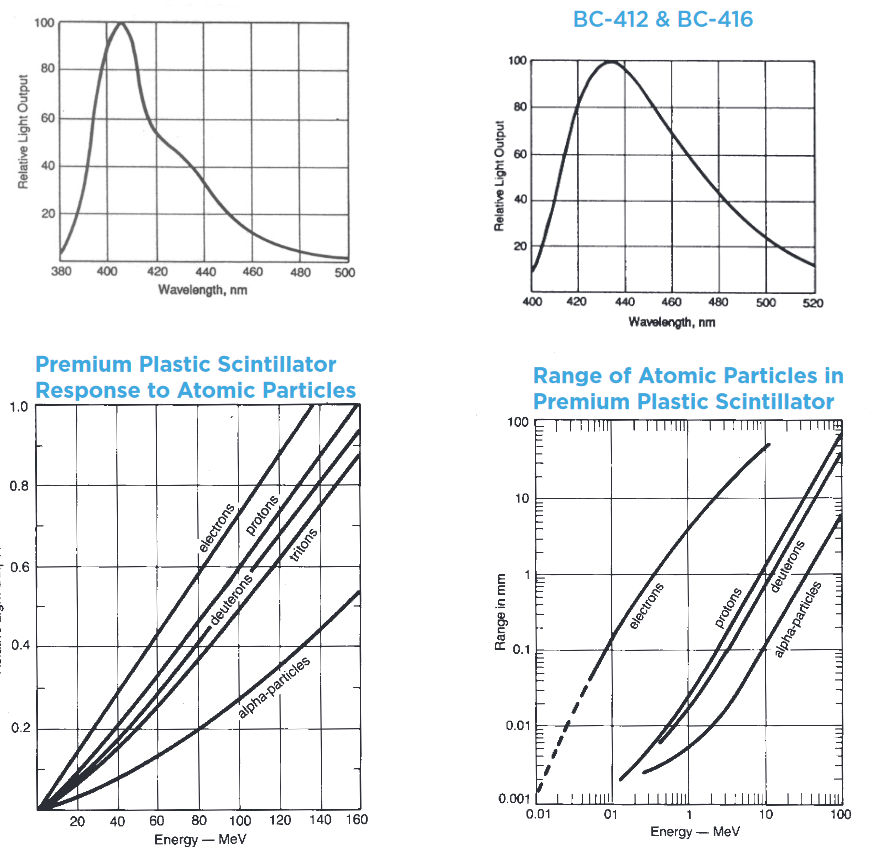 100
80
60
40
20
380 400 420 440 460 480 500
Relative Light Output
Wavelength, nm
BC-412 & BC-416
100
80
60
40
20
400 420 440 460 480 500 520
Relative Light Output
Wavelength, nm
Premium Plastic Scintillator
Response to Atomic Particles
1.0
0.8
0.6
0.4
0.2
20 40 60 80 100 120 140 160
electrons
protons
deuterons
tritons
alpha-particles
Energy — MeV
Range of Atomic Particles in
Premium Plastic Scintillator
100
10
1
0.1
0.01
0.001
0.01 01 1 10 100
Range in mm
electrons
protons
deuterons
alpha-particles
Energy — MeV